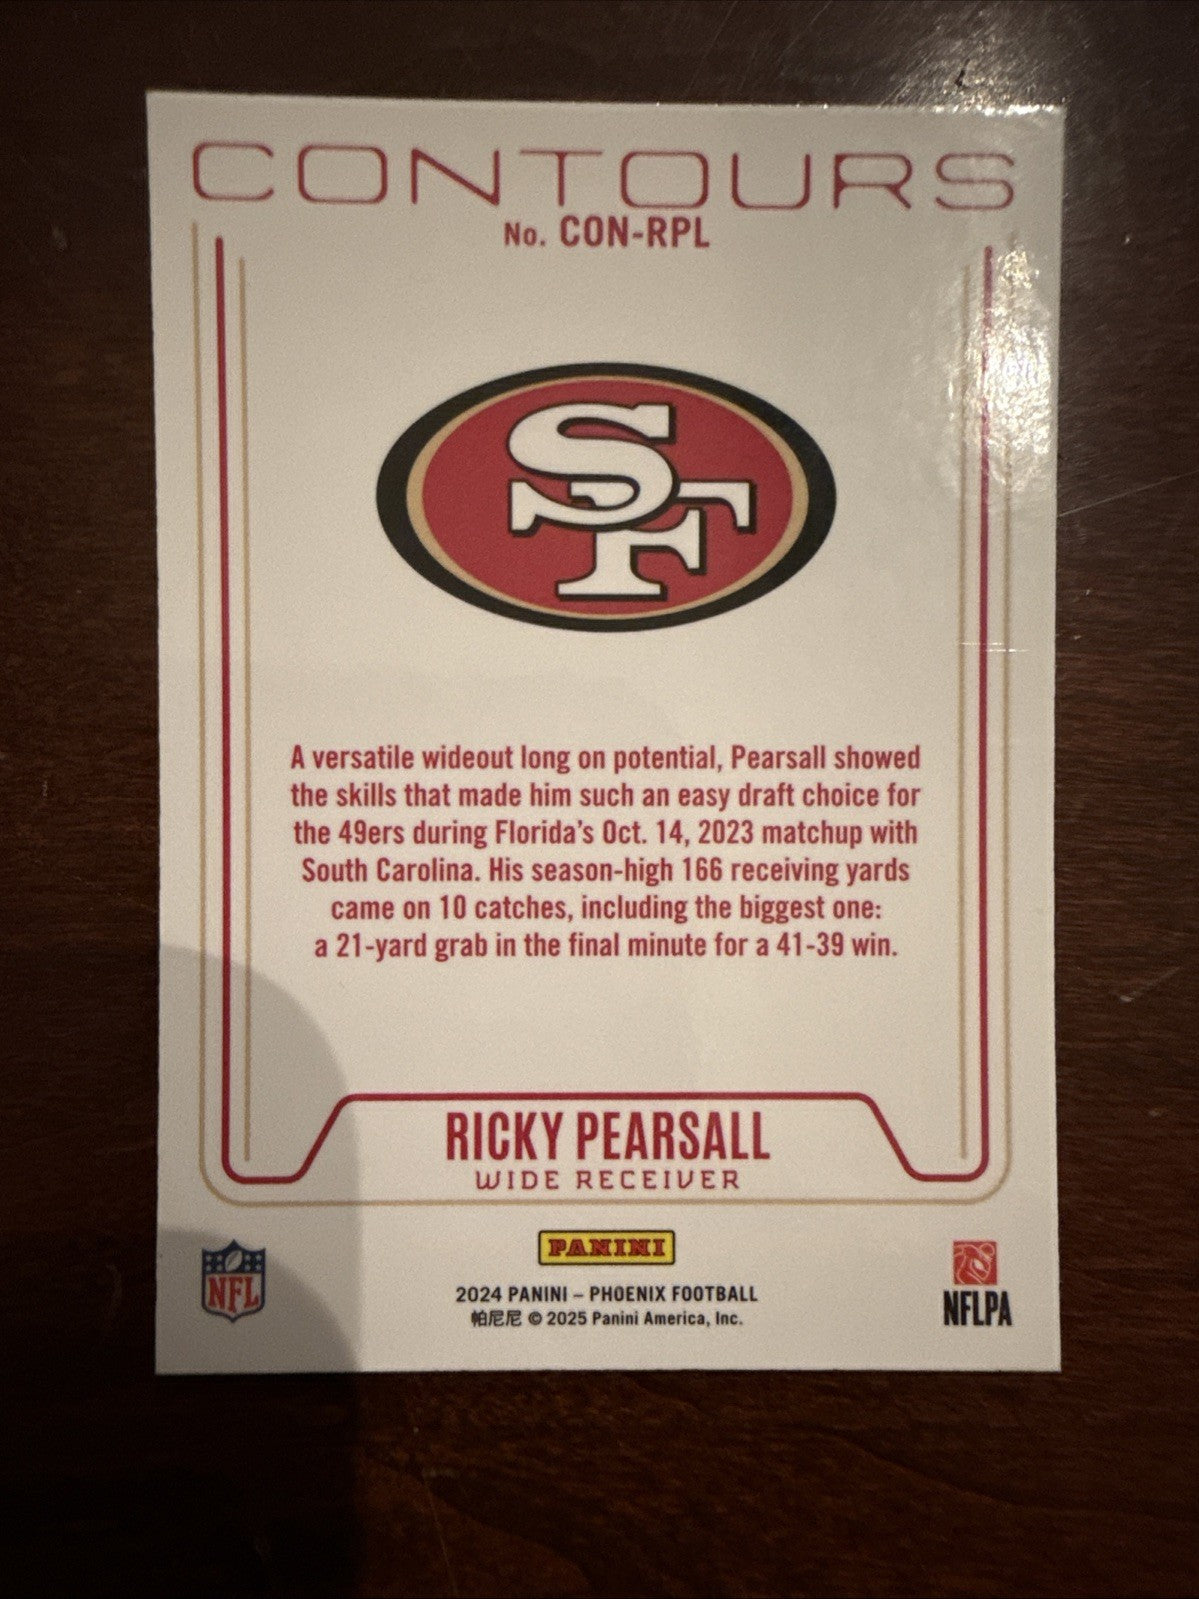 CONTOURS
No. CON-RPL
SF
A versatile wideout long on potential, Pearsall showed
the skills that made him such an easy draft choice for
the 49ers during Florida's Oct. 14, 2023 matchup with
South Carolina. His season-high 166 receiving yards
came on 10 catches, including the biggest one:
a 21-yard grab in the final minute for a 41-39 win.
RICKY PEARSALL
WIDE RECEIVER
NFL
PANINI
2024 PANINI – PHOENIX FOOTBALL
帕尼尼 © 2025 Panini America, Inc.
NFLPA